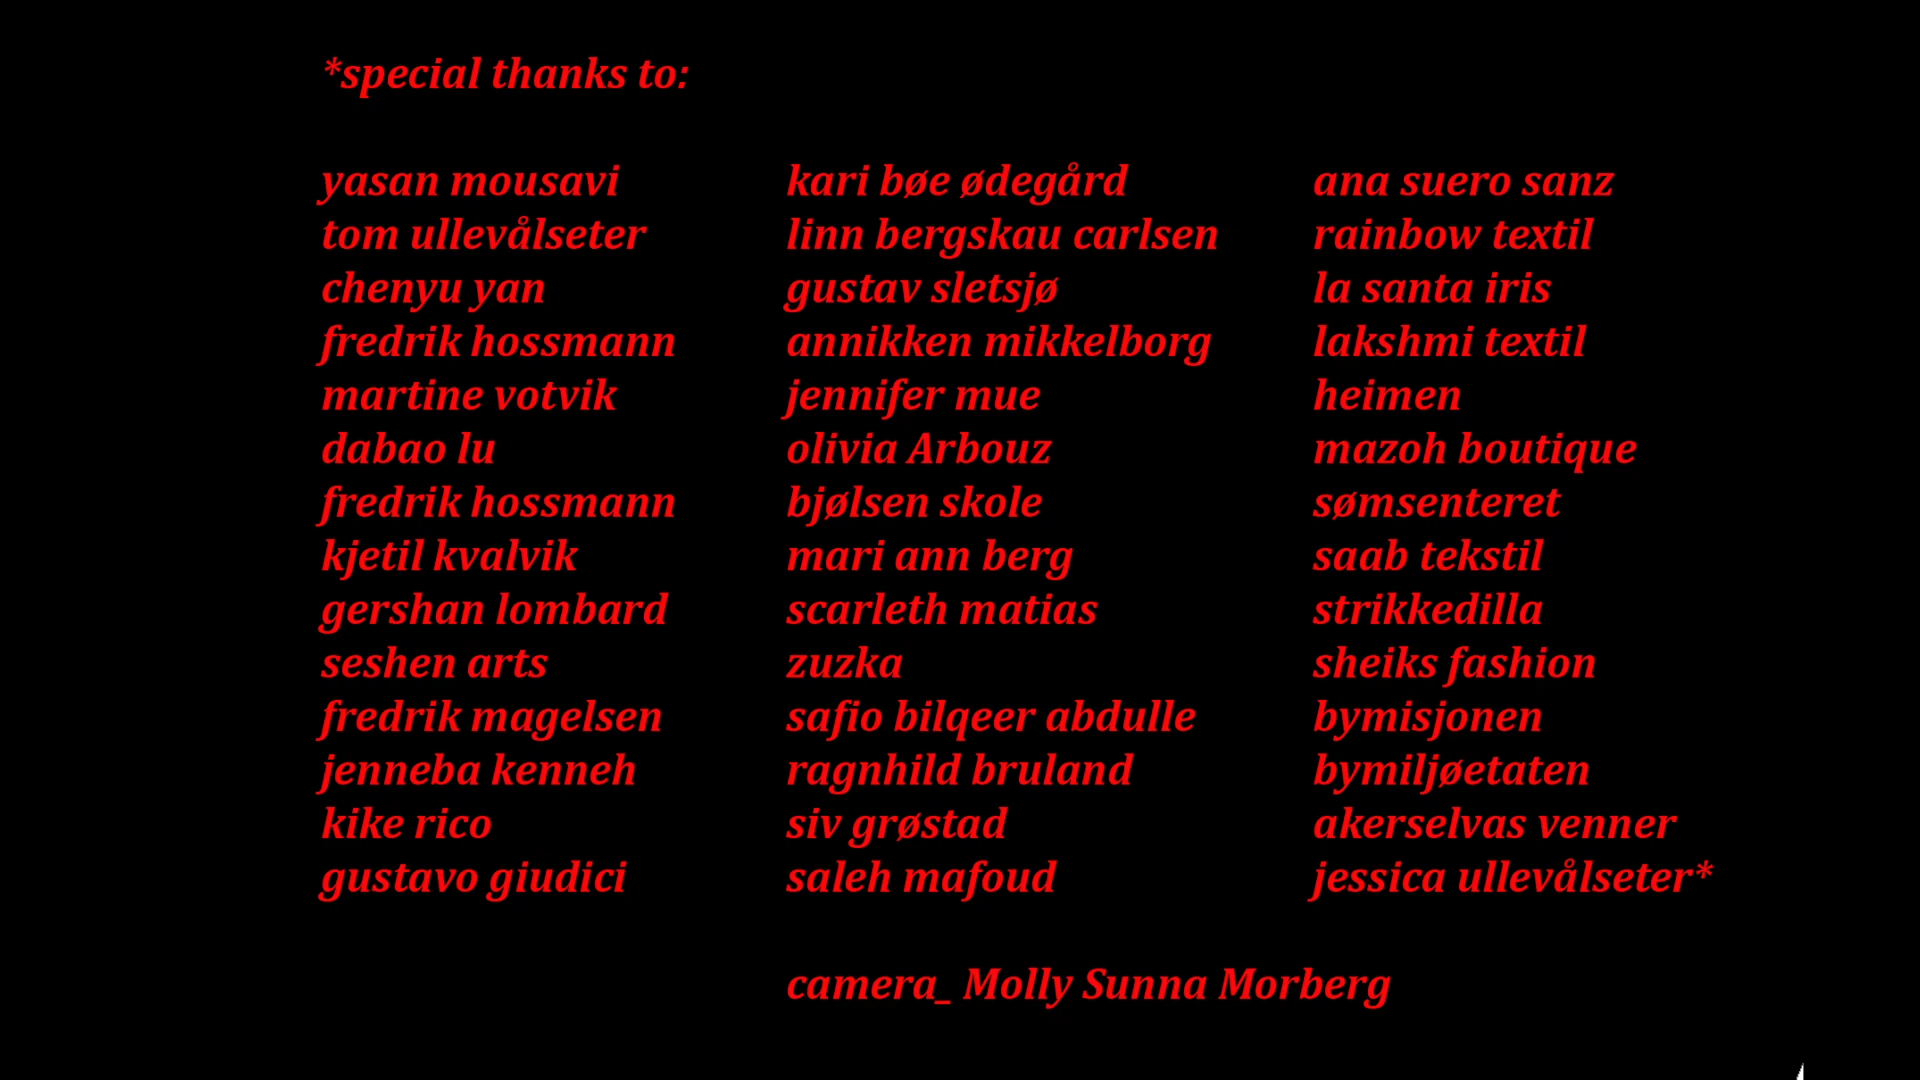 *special thanks to:
yasan mousavi
tom ullevålseter
chenyu yan
fredrik hossmann
martine votvik
dabao lu
fredrik hossmann
kjetil kvalvik
gershan lombard
seshen arts
fredrik magelsen
jenneba kenneh
kike rico
gustavo giudici
kari bøe ødegård
linn bergskau carlsen
gustav sletsjø
annikken mikkelborg
jennifer mue
olivia Arbouz
bjølsen skole
mari ann berg
scarleth matias
zuzka
safio bilqeer abdulle
ragnhild bruland
siv grøstad
saleh mafoud
ana suero sanz
rainbow textil
la santa iris
lakshmi textil
heimen
mazoh boutique
sømsenteret
saab tekstil
strikkedilla
sheiks fashion
bymisjonen
bymiljøetaten
akerselvas venner
jessica ullevålseter*
camera_ Molly Sunna Morberg